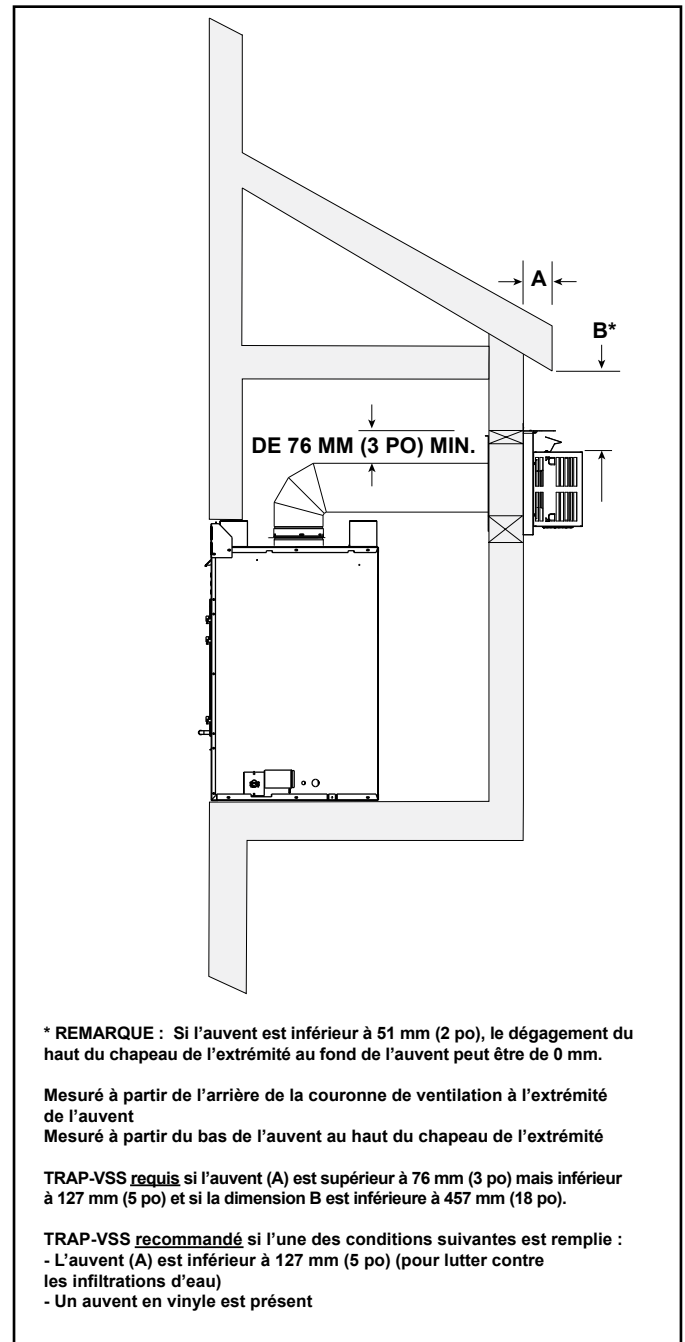 A
B*
DE 76 MM (3 PO) MIN.
* REMARQUE : Si l’auvent est inférieur à 51 mm (2 po), le dégagement du
haut du chapeau de l’extrémité au fond de l’auvent peut être de 0 mm.
Mesuré à partir de l’arrière de la couronne de ventilation à l’extrémité
de l’auvent
Mesuré à partir du bas de l’auvent au haut du chapeau de l’extrémité
TRAP-VSS requis si l’auvent (A) est supérieur à 76 mm (3 po) mais inférieur
à 127 mm (5 po) et si la dimension B est inférieure à 457 mm (18 po).
TRAP-VSS recommandé si l’une des conditions suivantes est remplie :
- L’auvent (A) est inférieur à 127 mm (5 po) (pour lutter contre
les infiltrations d’eau)
- Un auvent en vinyle est présent